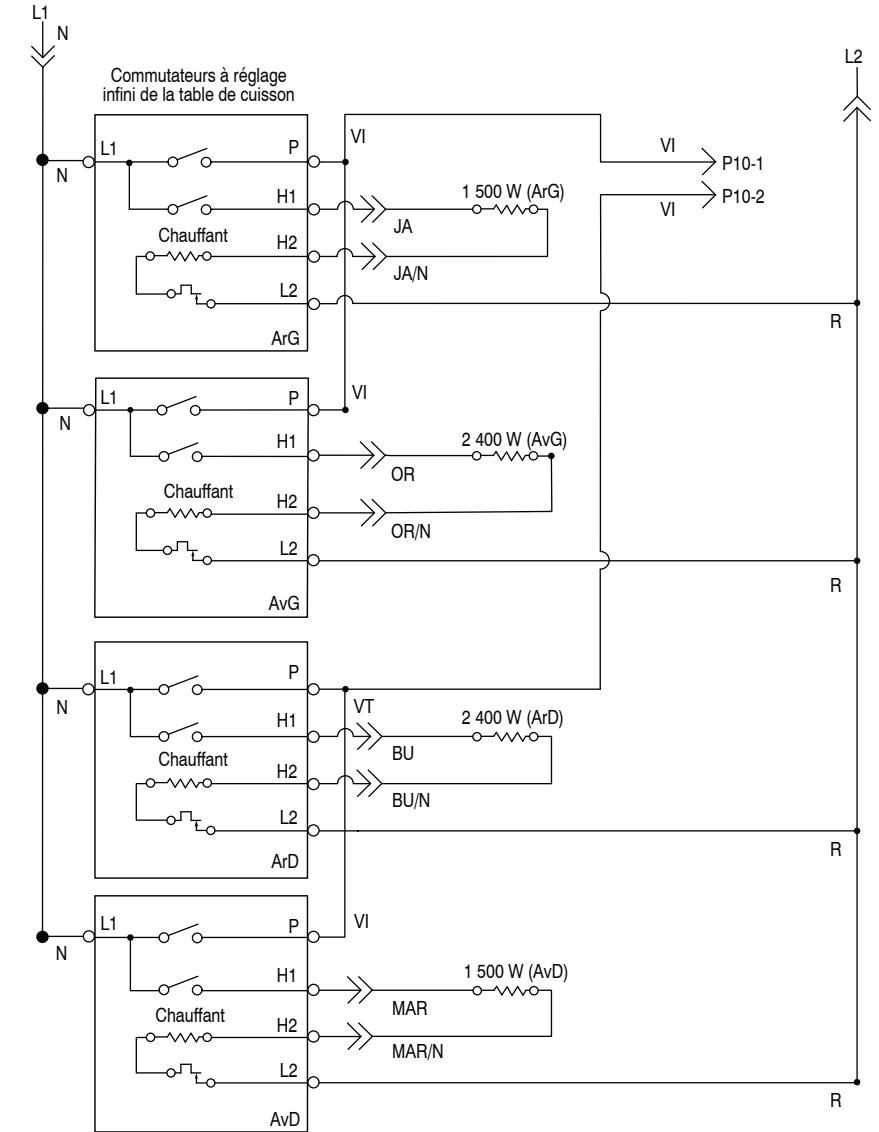 L1
N
L2
Commutateurs à réglage
infini de la table de cuisson
L1
P
VI
VI
P10-1
N
H1
1 500 W (ArG)
VI
P10-2
JA
Chauffant
H2
JA/N
L2
R
ArG
L1
P
VI
N
H1
2 400 W (AvG)
OR
Chauffant
H2
OR/N
L2
R
AvG
L1
P
N
VT
H1
2 400 W (ArD)
BU
Chauffant
H2
BU/N
L2
R
ArD
L1
P
VI
N
H1
1 500 W (AvD)
MAR
Chauffant
H2
MAR/N
L2
R
AvD